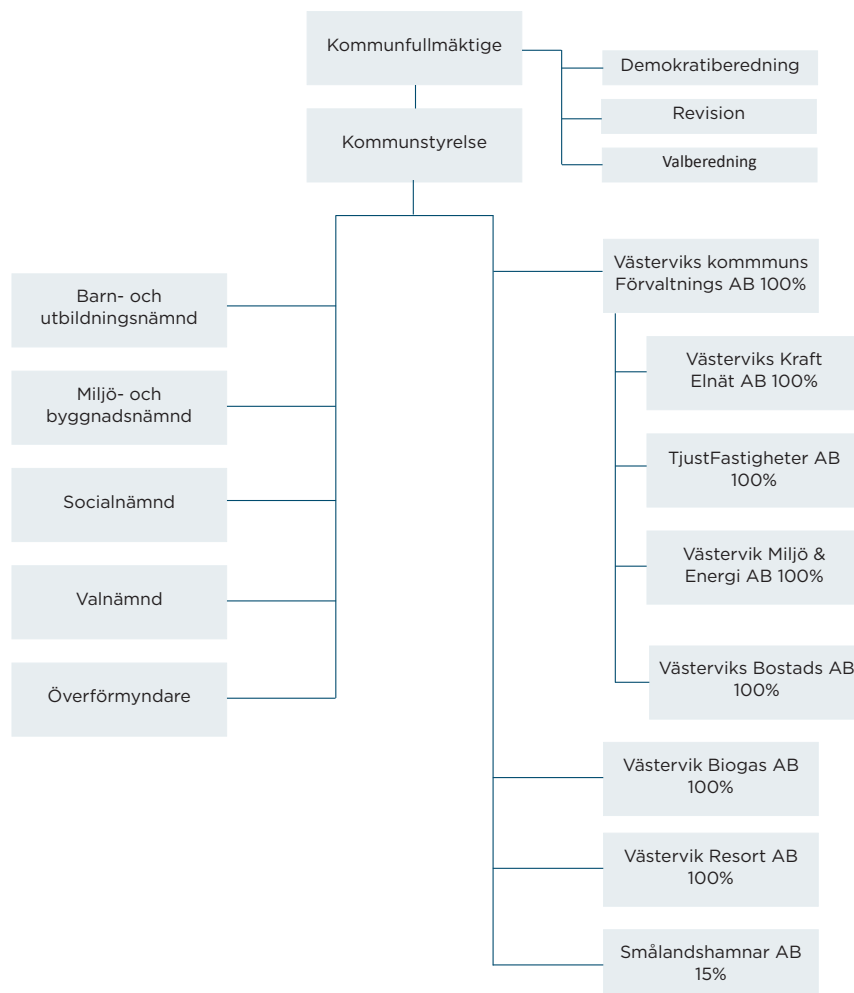 Kommunfullmäktige
Demokratiberedning
Revision
Valberedning
Kommunstyrelse
Barn- och
utbildningsnämnd
Miljö- och
byggnadsnämnd
Socialnämnd
Valnämnd
Överförmyndare
Västerviks kommmuns
Förvaltnings AB 100%
Västerviks Kraft
Elnät AB 100%
TjustFastigheter AB
100%
Västervik Miljö &
Energi AB 100%
Västerviks Bostads AB
100%
Västervik Biogas AB
100%
Västervik Resort AB
100%
Smålandshamnar AB
15%